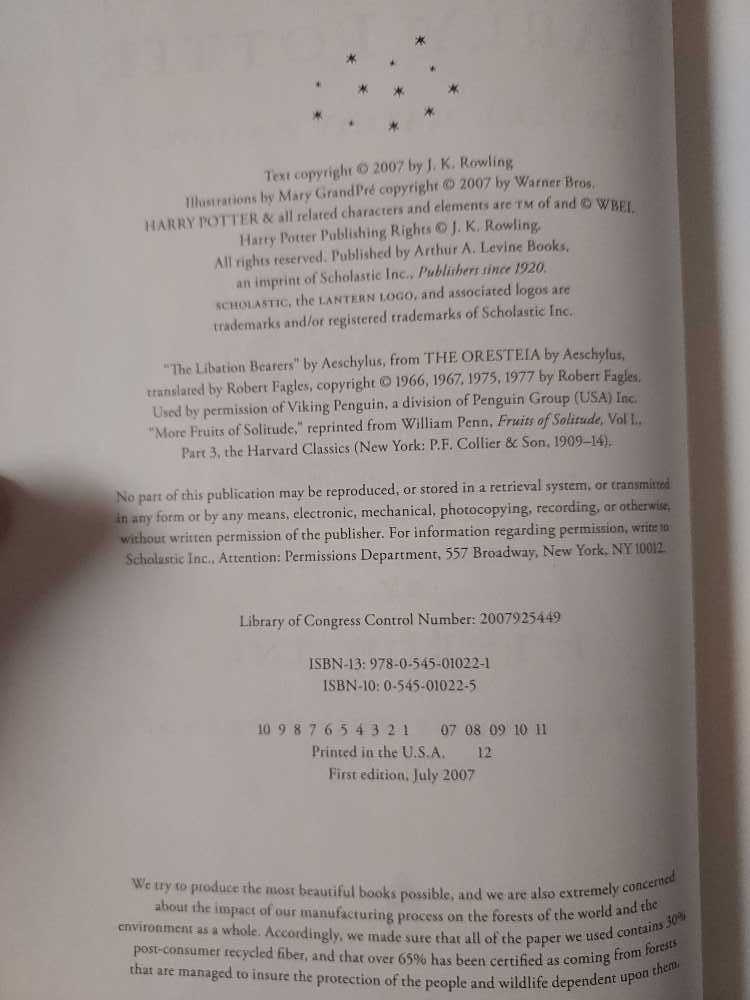 Text copyright © 2007 by J. K. Rowling
Illustrations by Mary GrandPré copyright © 2007 by Warner Bros.
HARRY POTTER & all related characters and elements are TM of and © WBEI.
Harry Potter Publishing Rights © J. K. Rowling.
All rights reserved. Published by Arthur A. Levine Books,
an imprint of Scholastic Inc., Publishers since 1920.
SCHOLASTIC, the LANTERN LOGO, and associated logos are
trademarks and/or registered trademarks of Scholastic Inc.
"The Libation Bearers" by Aeschylus, from THE ORESTEIA by Aeschylus,
translated by Robert Fagles, copyright © 1966, 1967, 1975, 1977 by Robert Fagles.
Used by permission of Viking Penguin, a division of Penguin Group (USA) Inc.
"More Fruits of Solitude," reprinted from William Penn, Fruits of Solitude, Vol I.,
Part 3, the Harvard Classics (New York: P.F. Collier & Son, 1909–14).
No part of this publication may be reproduced, or stored in a retrieval system, or transmitted
in any form or by any means, electronic, mechanical, photocopying, recording, or otherwise,
without written permission of the publisher. For information regarding permission, write to
Scholastic Inc., Attention: Permissions Department, 557 Broadway, New York, NY 10012.
Library of Congress Control Number: 2007925449
ISBN-13: 978-0-545-01022-1
ISBN-10: 0-545-01022-5
10 9 8 7 6 5 4 3 2 1 07 08 09 10 11
Printed in the U.S.A. 12
First edition, July 2007
We try to produce the most beautiful books possible, and we are also extremely concerned
about the impact of our manufacturing process on the forests of the world and the
environment as a whole. Accordingly, we made sure that all of the paper we used contains 30%
post-consumer recycled fiber, and that over 65% has been certified as coming from forests
that are managed to insure the protection of the people and wildlife dependent upon them.